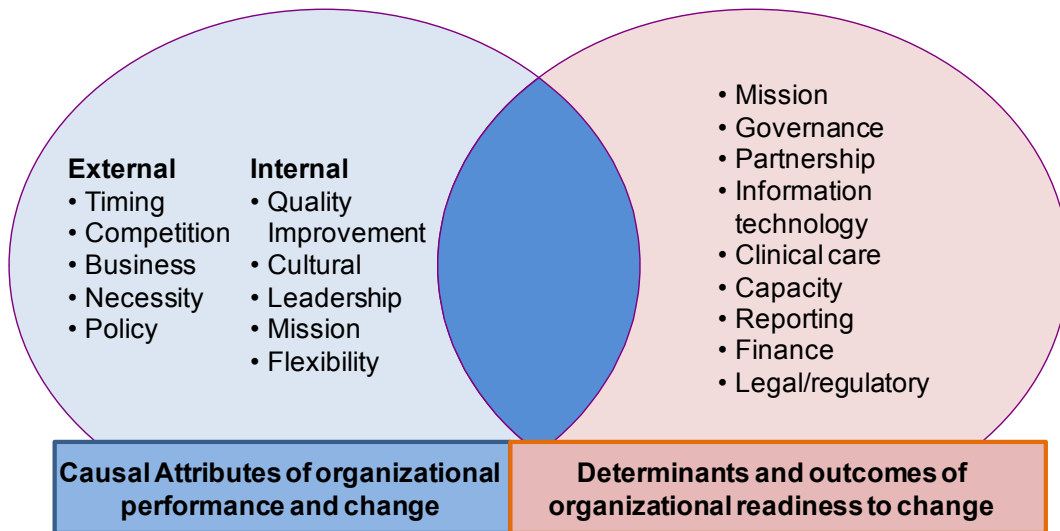 External
• Timing
• Competition
• Business
• Necessity
• Policy
Internal
• Quality
Improvement
• Cultural
• Leadership
• Mission
• Flexibility
• Mission
• Governance
• Partnership
• Information
technology
• Clinical care
• Capacity
• Reporting
• Finance
• Legal/regulatory
Causal Attributes of organizational
performance and change
Determinants and outcomes of
organizational readiness to change